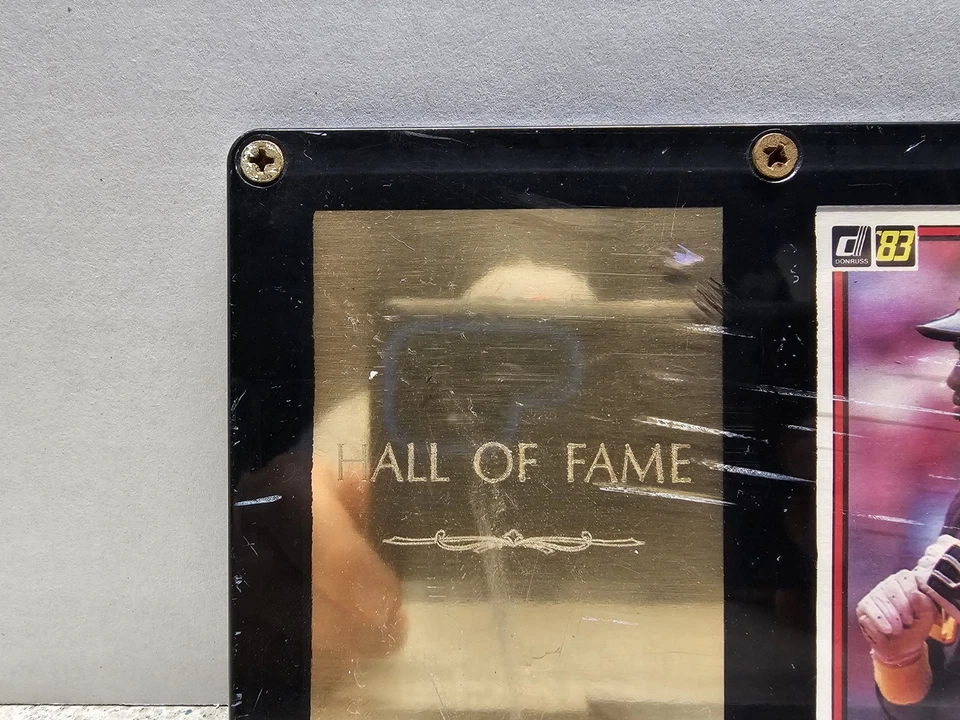 HALL OF FAME
d '83
DONRUSS